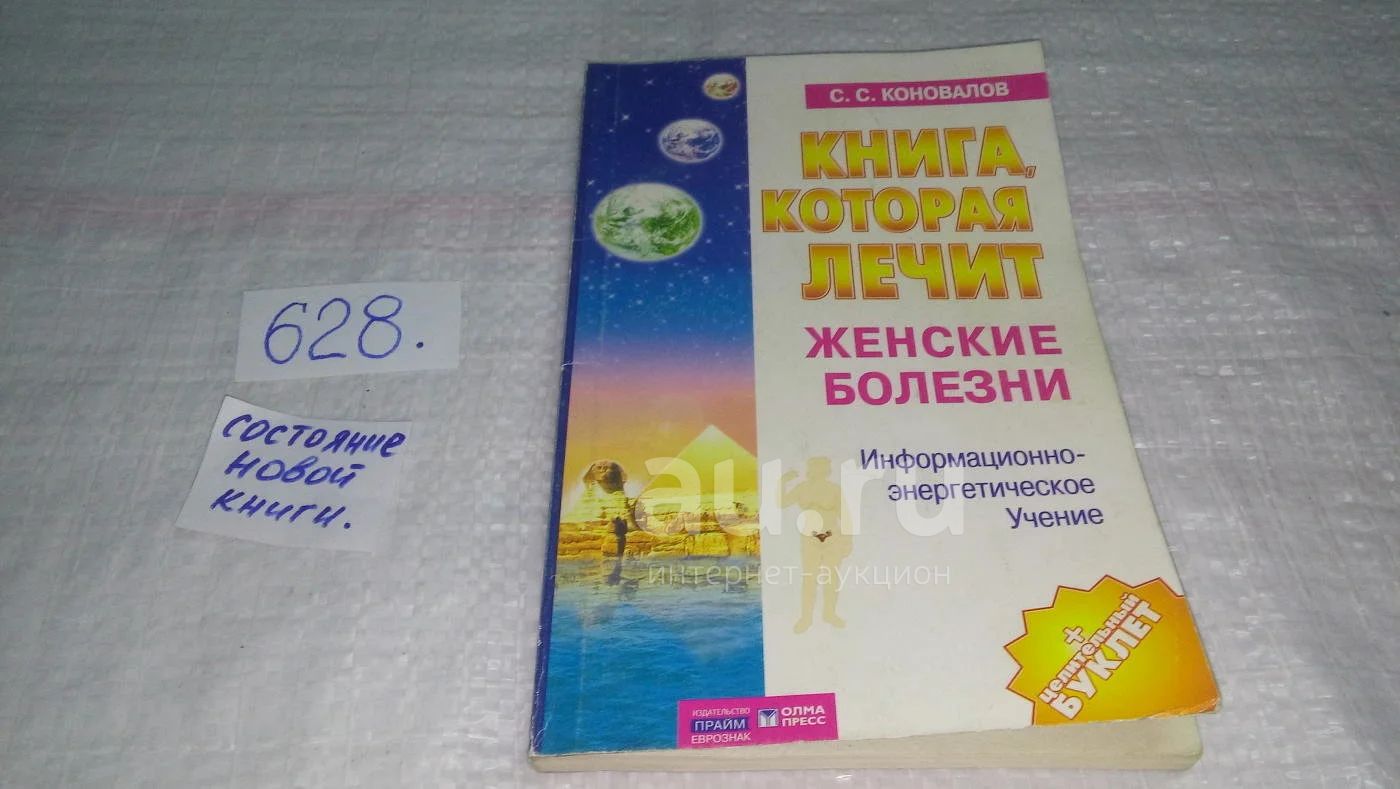 С. С. КОНОВАЛОВ
КНИГА,
КОТОРАЯ
ЛЕЧИТ
ЖЕНСКИЕ
БОЛЕЗНИ
Информационно-
энергетическое
Учение
+
целительный
БУКЛЕТ
ИЗДАТЕЛЬСТВО
ПРАЙМ
ЕВРОЗНАК
ОЛМА
ПРЕСС
628.
состояние
новой
книги.
au.ru
интернет-аукцион